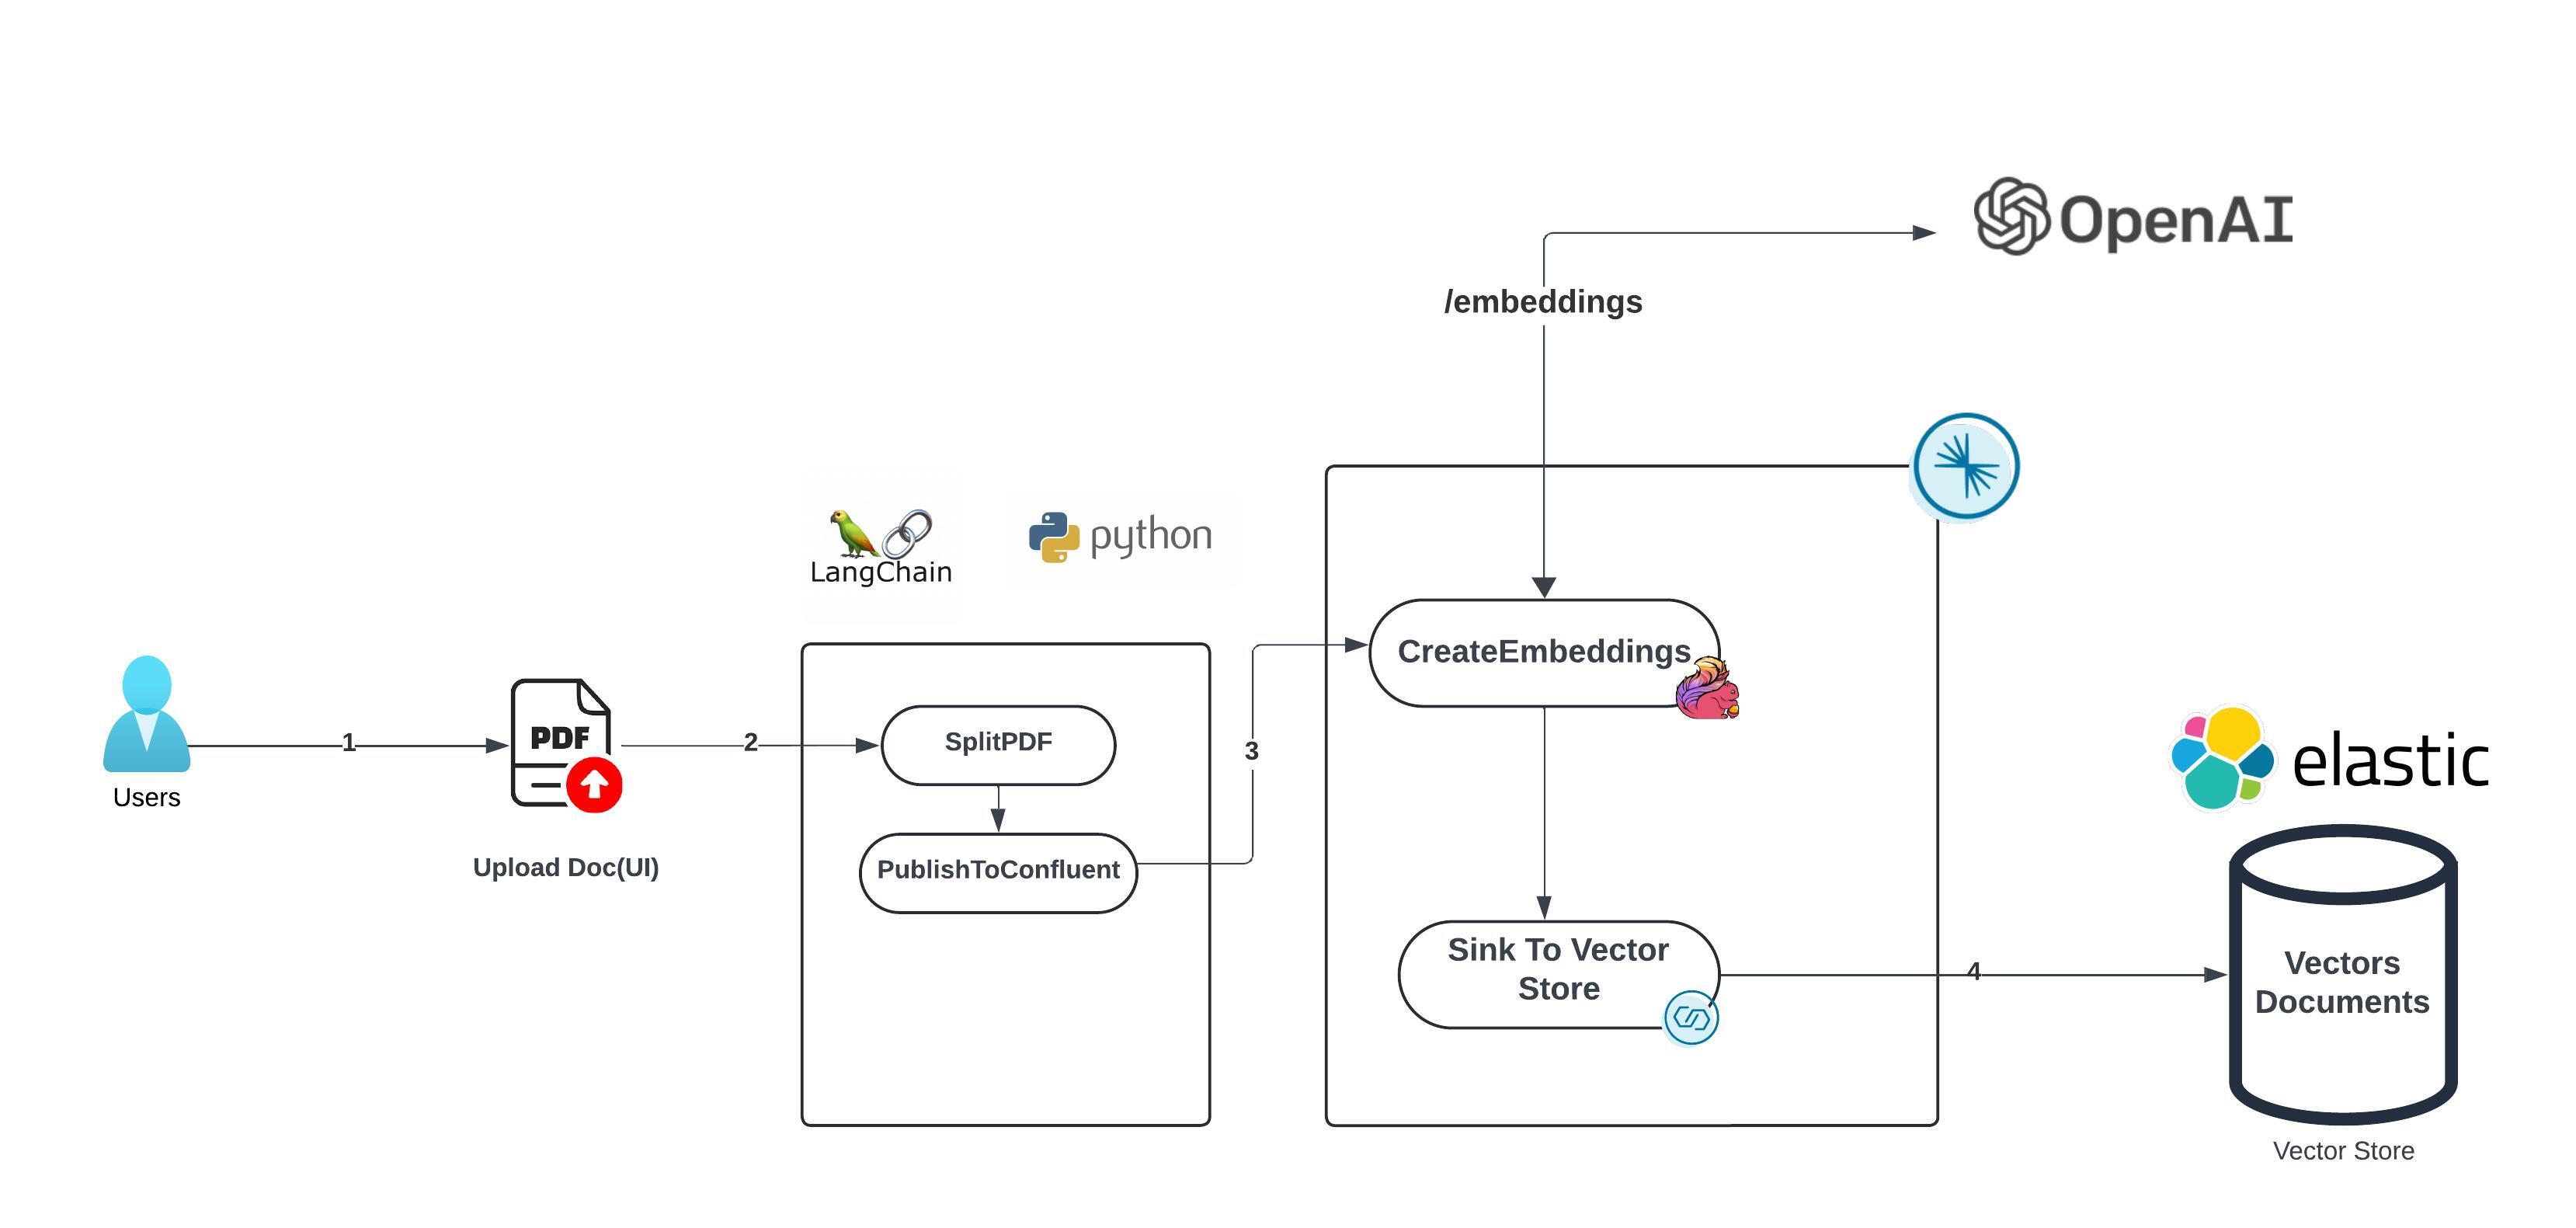 OpenAI
/embeddings
LangChain
python
CreateEmbeddings
1
PDF
2
SplitPDF
3
elastic
Users
Upload Doc(UI)
PublishToConfluent
Sink To Vector
Store
4
Vectors
Documents
Vector Store